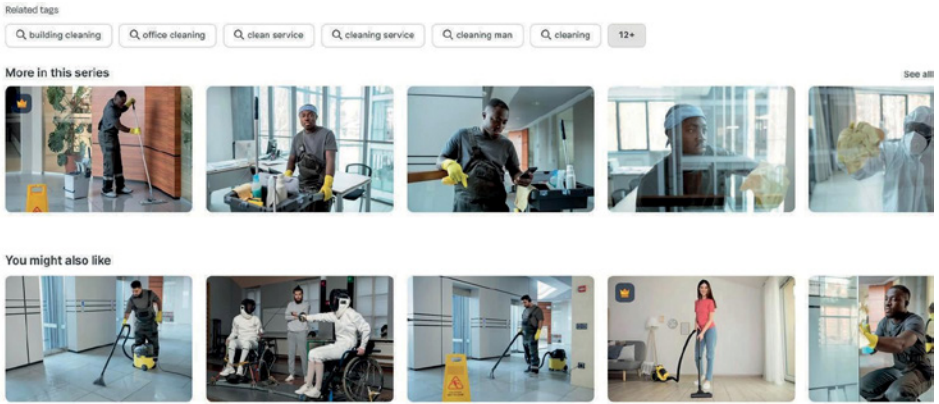 Related tags
building cleaning
office cleaning
clean service
cleaning service
cleaning man
cleaning
12+
More in this series
See alll
You might also like